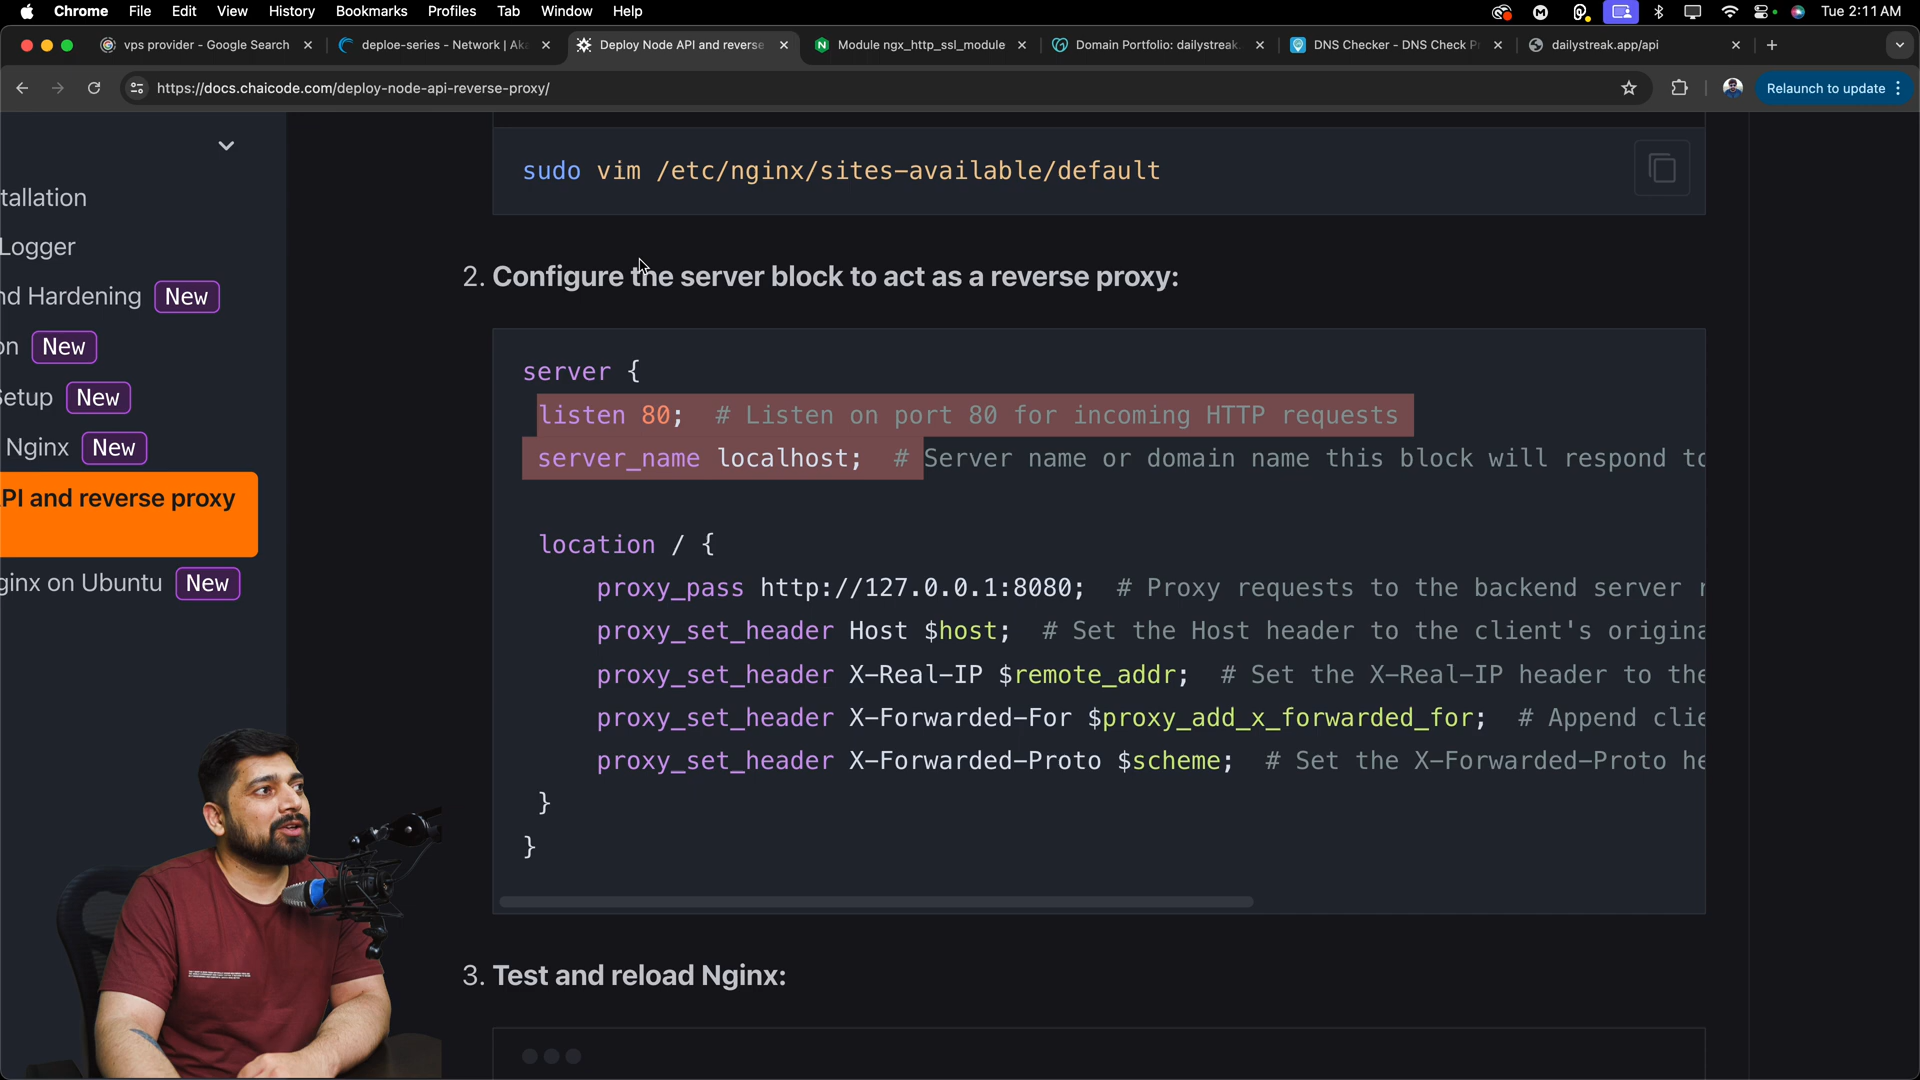 Chrome File Edit View History Bookmarks Profiles Tab Window Help Tue 2:11 AM
vps provider - Google Search deploe-series - Network | Aka Deploy Node API and reverse Module ngx_http_ssl_module Domain Portfolio: dailystreak. DNS Checker - DNS Check dailystreak.app/api
https://docs.chaicode.com/deploy-node-api-reverse-proxy/ Relaunch to update
sudo vim /etc/nginx/sites-available/default
tallation
Logger
nd Hardening New
on New
Setup New
Nginx New
PI and reverse proxy
ginx on Ubuntu New
2. Configure the server block to act as a reverse proxy:
server {
listen 80; # Listen on port 80 for incoming HTTP requests
server_name localhost; # Server name or domain name this block will respond to
location / {
proxy_pass http://127.0.0.1:8080; # Proxy requests to the backend server r
proxy_set_header Host $host; # Set the Host header to the client's origina
proxy_set_header X-Real-IP $remote_addr; # Set the X-Real-IP header to the
proxy_set_header X-Forwarded-For $proxy_add_x_forwarded_for; # Append clie
proxy_set_header X-Forwarded-Proto $scheme; # Set the X-Forwarded-Proto he
}
}
3. Test and reload Nginx: